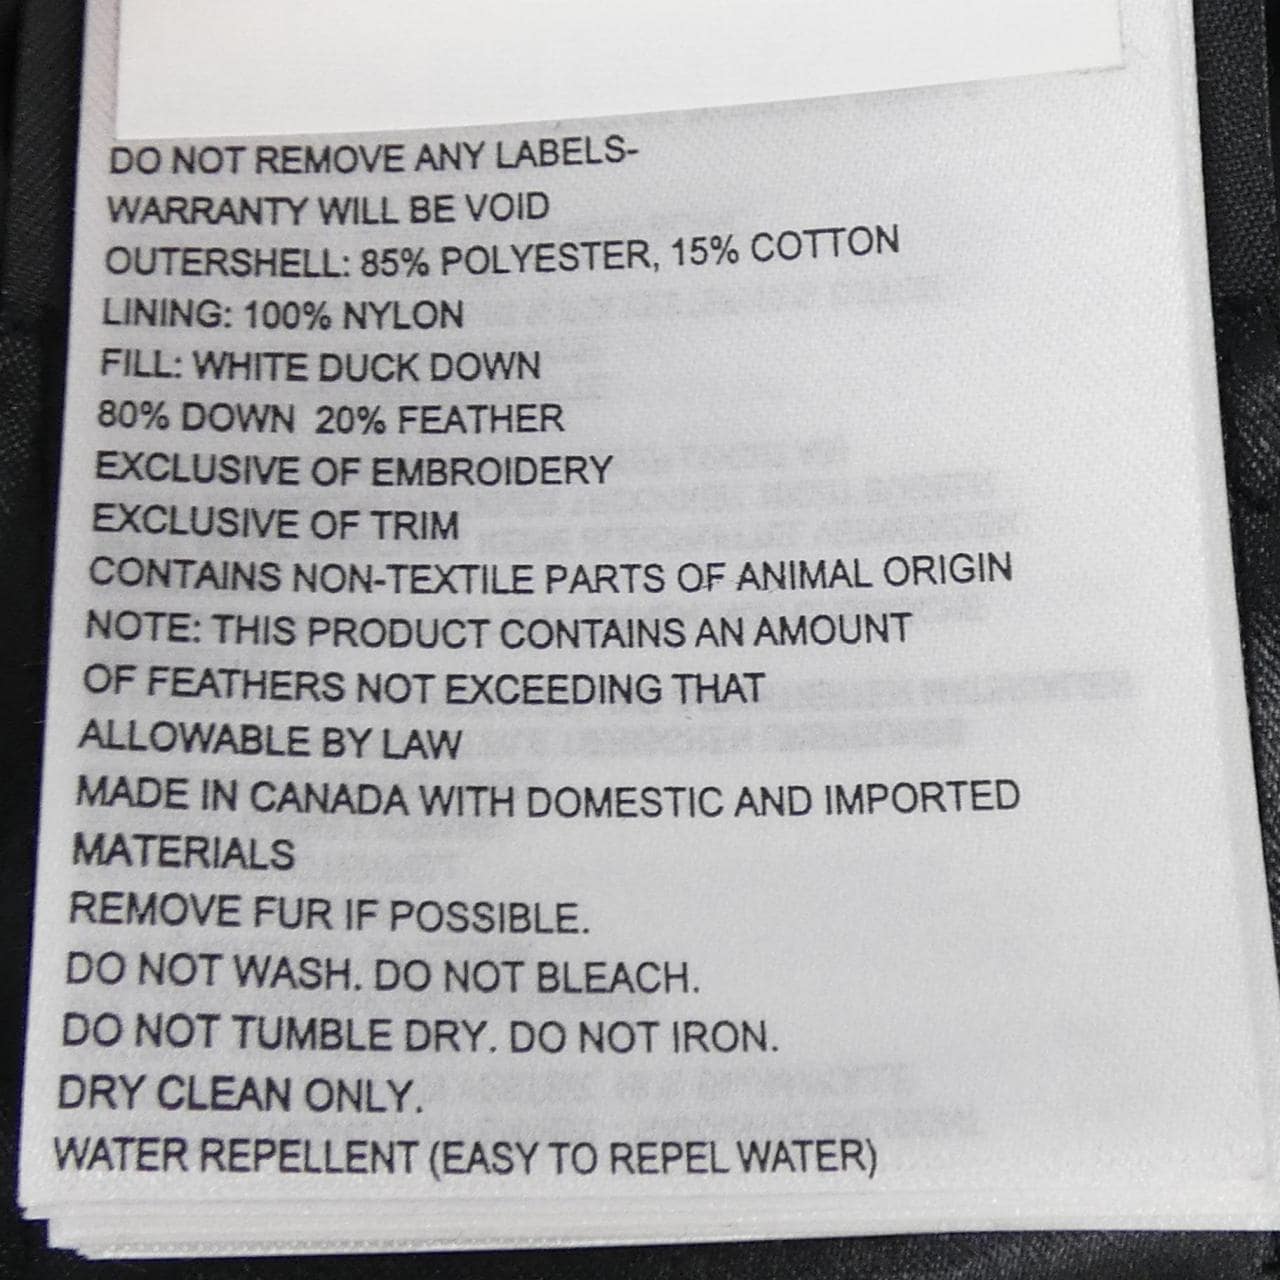 DO NOT REMOVE ANY LABELS-
WARRANTY WILL BE VOID
OUTERSHELL: 85% POLYESTER, 15% COTTON
LINING: 100% NYLON
FILL: WHITE DUCK DOWN
80% DOWN 20% FEATHER
EXCLUSIVE OF EMBROIDERY
EXCLUSIVE OF TRIM
CONTAINS NON-TEXTILE PARTS OF ANIMAL ORIGIN
NOTE: THIS PRODUCT CONTAINS AN AMOUNT
OF FEATHERS NOT EXCEEDING THAT
ALLOWABLE BY LAW
MADE IN CANADA WITH DOMESTIC AND IMPORTED
MATERIALS
REMOVE FUR IF POSSIBLE.
DO NOT WASH. DO NOT BLEACH.
DO NOT TUMBLE DRY. DO NOT IRON.
DRY CLEAN ONLY.
WATER REPELLENT (EASY TO REPEL WATER)